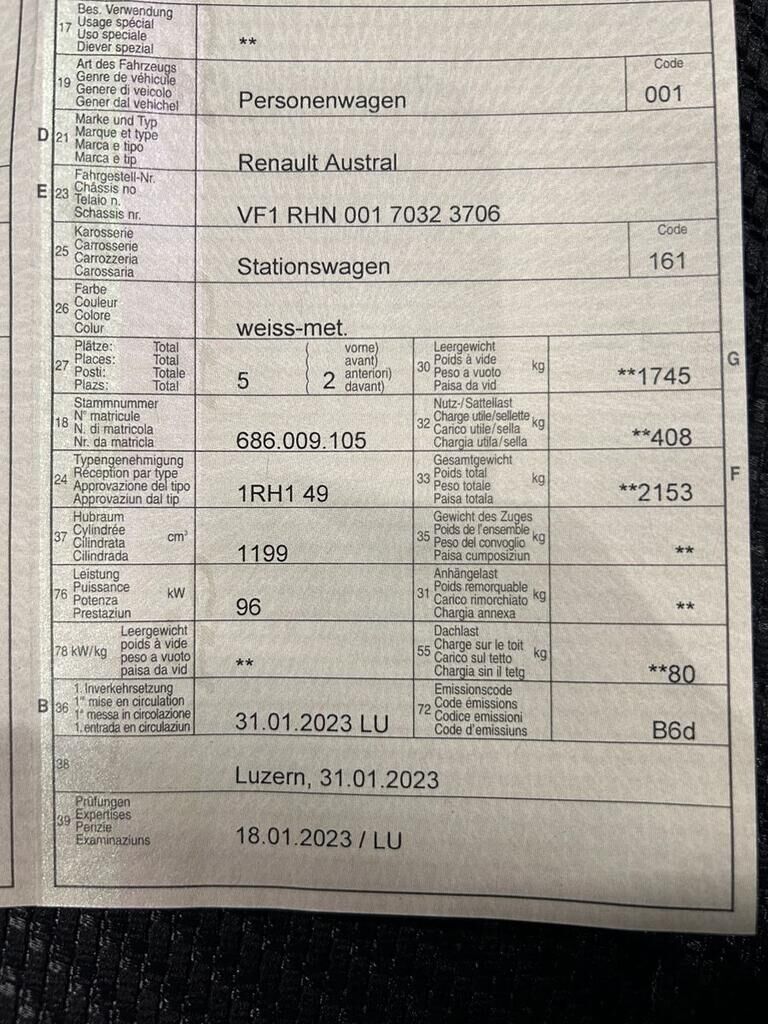 17 Bes. Verwendung
Usage spécial
Uso speciale
Diever spezial
**
19 Art des Fahrzeugs
Genre de véhicule
Genere di veicolo
Gener dal vehichel
Personenwagen
Code
001
D 21 Marke und Typ
Marque et type
Marca e tipo
Marca e tip
Renault Austral
E 23 Fahrgestell-Nr.
Châssis no
Telaio n.
Schassis nr.
VF1 RHN 001 7032 3706
25 Karosserie
Carrosserie
Carrozzeria
Carossaria
Stationswagen
Code
161
26 Farbe
Couleur
Colore
Colur
weiss-met.
27 Plätze: Total
Places: Total
Posti: Totale
Plazs: Total
5
2
vorne)
avant)
anteriori)
davant)
30 Leergewicht
Poids à vide
Peso a vuoto
Paisa da vid
kg
**1745
G
18 Stammnummer
N° matricule
N. di matricola
Nr. da matricla
686.009.105
32 Nutz-/Sattellast
Charge utile/sellette
Carico utile/sella
Chargia utila/sella
kg
**408
24 Typengenehmigung
Réception par type
Approvazione del tipo
Approvaziun dal tip
1RH1 49
33 Gesamtgewicht
Poids total
Peso totale
Paisa totala
kg
**2153
F
37 Hubraum
Cylindrée
Cilindrata
Cilindrada
cm³
1199
35 Gewicht des Zuges
Poids de l'ensemble
Peso del convoglio
Paisa cumposiziun
kg
**
76 Leistung
Puissance
Potenza
Prestaziun
kW
96
31 Anhängelast
Poids remorquable
Carico rimorchiato
Chargia annexa
kg
**
78 kW/kg
Leergewicht
poids à vide
peso a vuoto
paisa da vid
**
55 Dachlast
Charge sur le toit
Carico sul tetto
Chargia sin il tetg
kg
**80
B 36 1. Inverkehrsetzung
1re mise en circulation
1a messa in circolazione
1. entrada en circulaziun
31.01.2023 LU
72 Emissionscode
Code émissions
Codice emissioni
Code d'emissiuns
B6d
38
Luzern, 31.01.2023
39 Prüfungen
Expertises
Perizie
Examinaziuns
18.01.2023 / LU